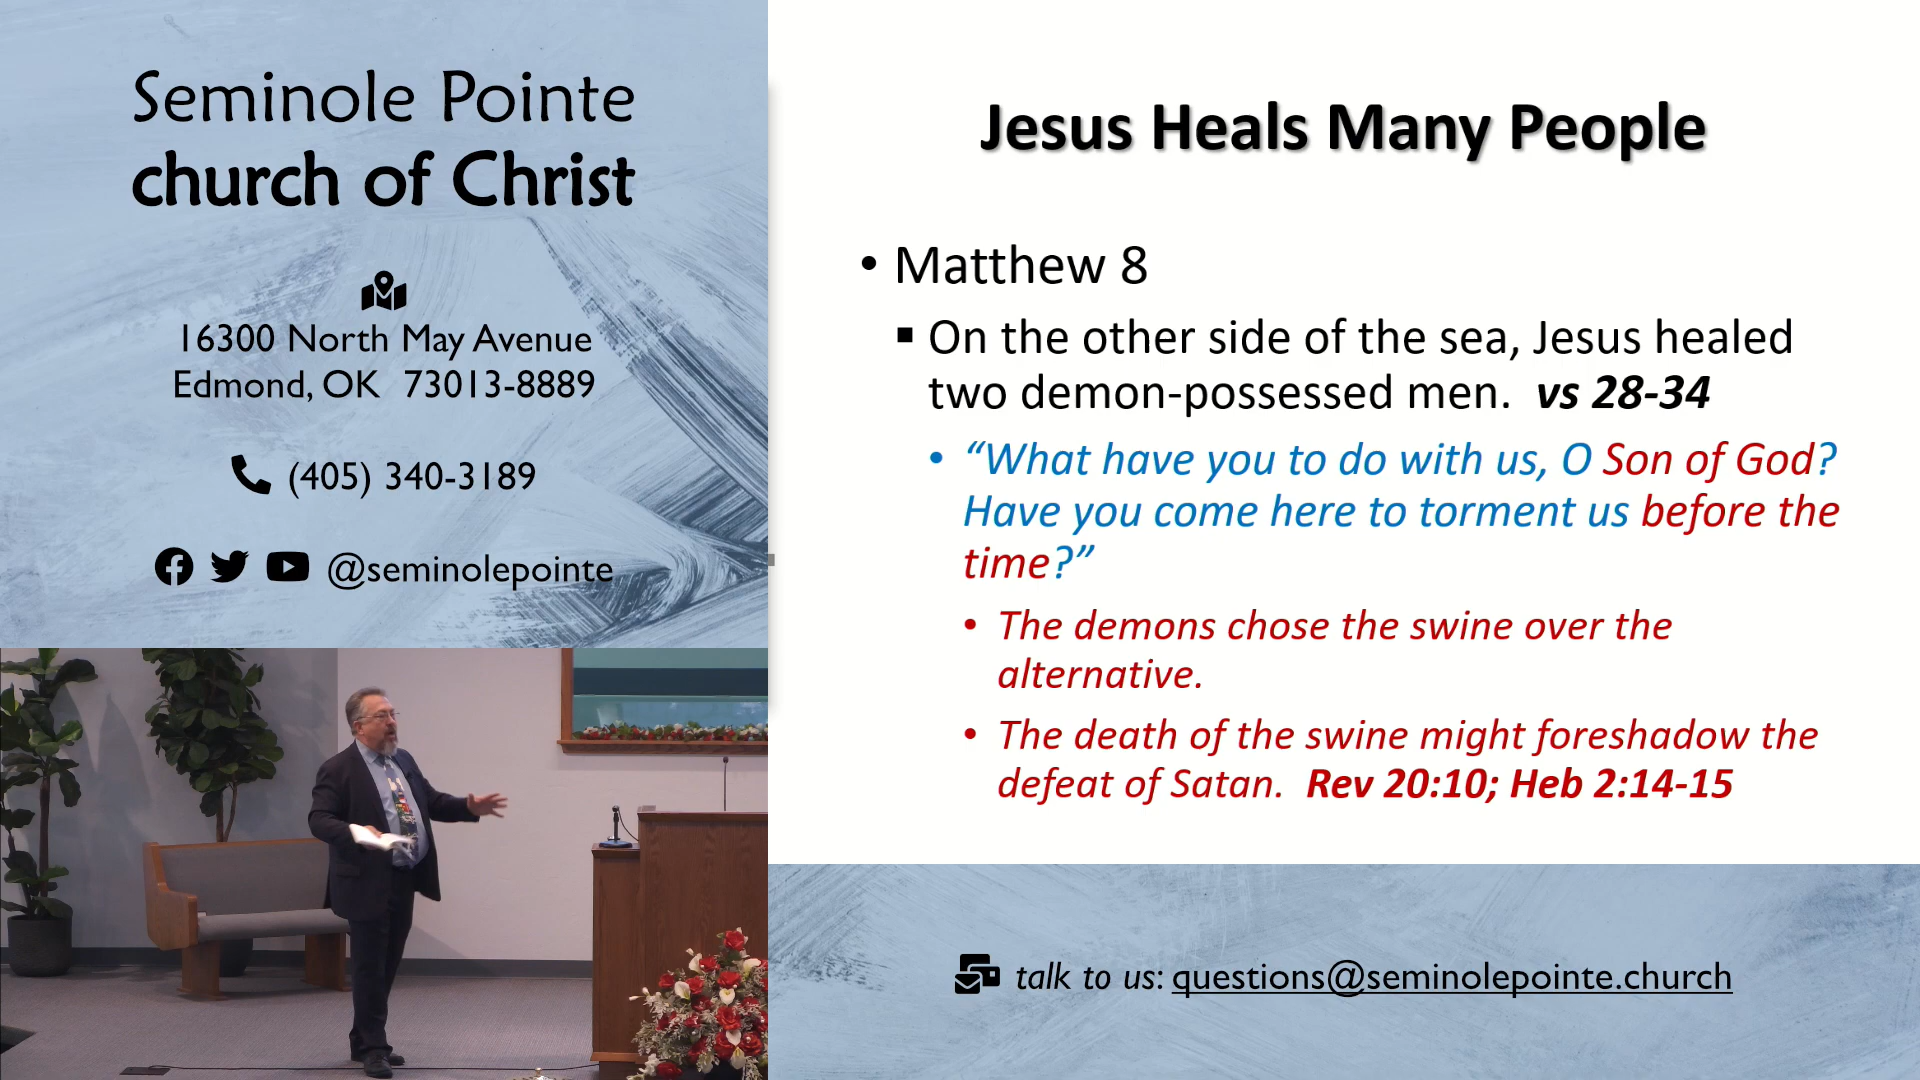 Seminole Pointe
church of Christ
16300 North May Avenue
Edmond, OK 73013-8889
(405) 340-3189
@seminolepointe
Jesus Heals Many People
• Matthew 8
▪ On the other side of the sea, Jesus healed
two demon-possessed men. vs 28-34
• “What have you to do with us, O Son of God?
Have you come here to torment us before the
time?”
• The demons chose the swine over the
alternative.
• The death of the swine might foreshadow the
defeat of Satan. Rev 20:10; Heb 2:14-15
talk to us: questions@seminolepointe.church